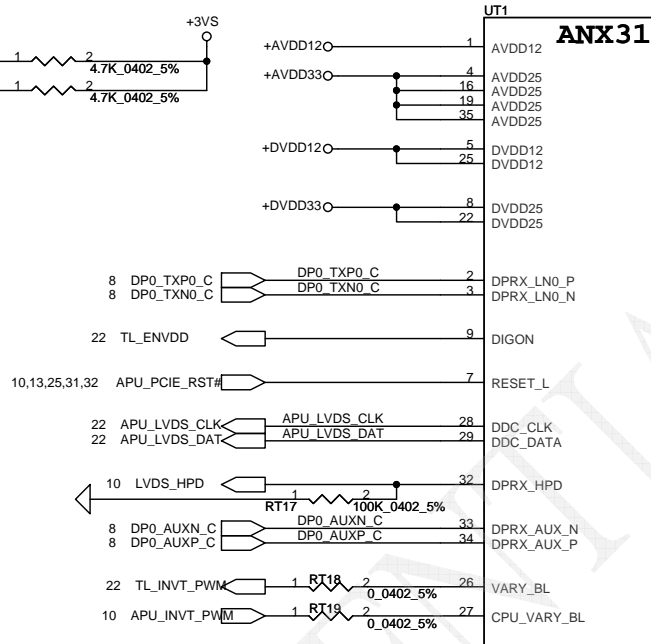 UT1
ANX31
+3VS
1 2
4.7K_0402_5%
1 2
4.7K_0402_5%
+AVDD12 1 AVDD12
+AVDD33 4 AVDD25
16 AVDD25
19 AVDD25
35 AVDD25
+DVDD12 5 DVDD12
25 DVDD12
+DVDD33 8 DVDD25
22 DVDD25
8 DP0_TXP0_C DP0_TXP0_C 2 DPRX_LN0_P
8 DP0_TXN0_C DP0_TXN0_C 3 DPRX_LN0_N
22 TL_ENVDD 9 DIGON
10,13,25,31,32 APU_PCIE_RST# 7 RESET_L
22 APU_LVDS_CLK APU_LVDS_CLK 28 DDC_CLK
22 APU_LVDS_DAT APU_LVDS_DAT 29 DDC_DATA
10 LVDS_HPD 32 DPRX_HPD
RT17 1 2 100K_0402_5%
8 DP0_AUXN_C DP0_AUXN_C 33 DPRX_AUX_N
8 DP0_AUXP_C DP0_AUXP_C 34 DPRX_AUX_P
22 TL_INVT_PWM 1 RT18 2 0_0402_5% 26 VARY_BL
10 APU_INVT_PWM 1 RT19 2 0_0402_5% 27 CPU_VARY_BL